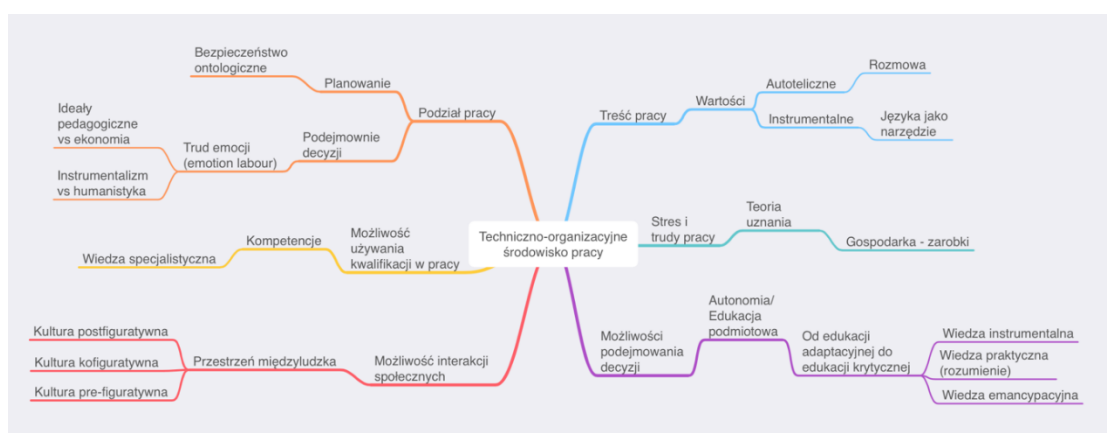 Bezpieczeństwo
ontologiczne
Planowanie
Ideały
pedagogiczne
vs ekonomia
Instrumentalizm
vs humanistyka
Trud emocji
(emotion labour)
Podejmownie
decyzji
Podział pracy
Wiedza specjalistyczna
Kompetencje
Możliwość
używania
kwalifikacji w pracy
Kultura postfiguratywna
Kultura kofiguratywna
Kultura pre-figuratywna
Przestrzeń międzyludzka
Możliwość interakcji
społecznych
Techniczno-organizacyjne
środowisko pracy
Treść pracy
Wartości
Autoteliczne
Rozmowa
Instrumentalne
Języka jako
narzędzie
Stres i
trudy pracy
Teoria
uznania
Gospodarka - zarobki
Możliwości
podejmowania
decyzji
Autonomia/
Edukacja
podmiotowa
Od edukacji
adaptacyjnej do
edukacji krytycznej
Wiedza instrumentalna
Wiedza praktyczna
(rozumienie)
Wiedza emancypacyjna